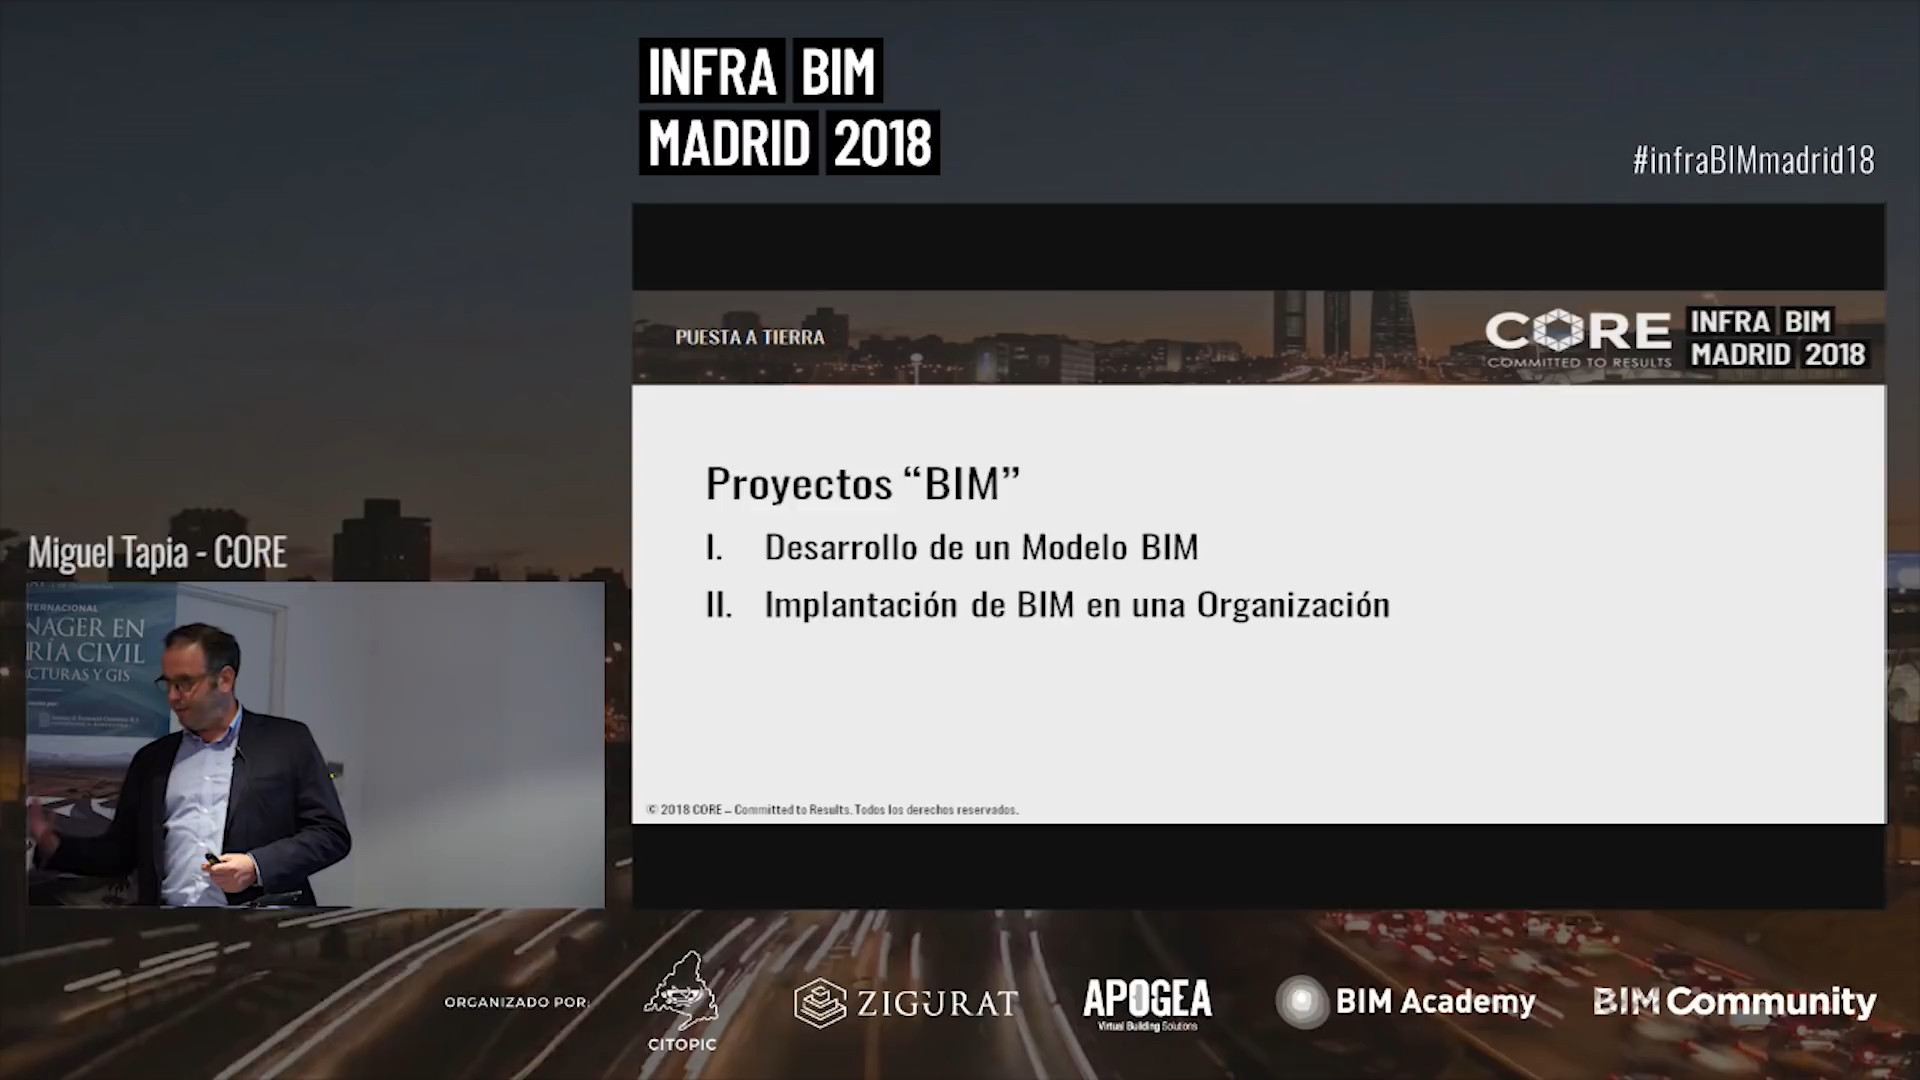 INFRA BIM
MADRID 2018
#infraBIMmadrid18
PUESTA A TIERRA
CORE
COMMITTED TO RESULTS
INFRA BIM
MADRID 2018
Proyectos “BIM”
I. Desarrollo de un Modelo BIM
II. Implantación de BIM en una Organización
© 2018 CORE – Committed to Results. Todos los derechos reservados.
Miguel Tapia - CORE
TERNACIONAL
NAGER EN
RÍA CIVIL
CTURAS Y GIS
ORGANIZADO POR:
CITOPIC
ZIGURAT
APOGEA
Virtual Building Solutions
BIM Academy
BIM Community